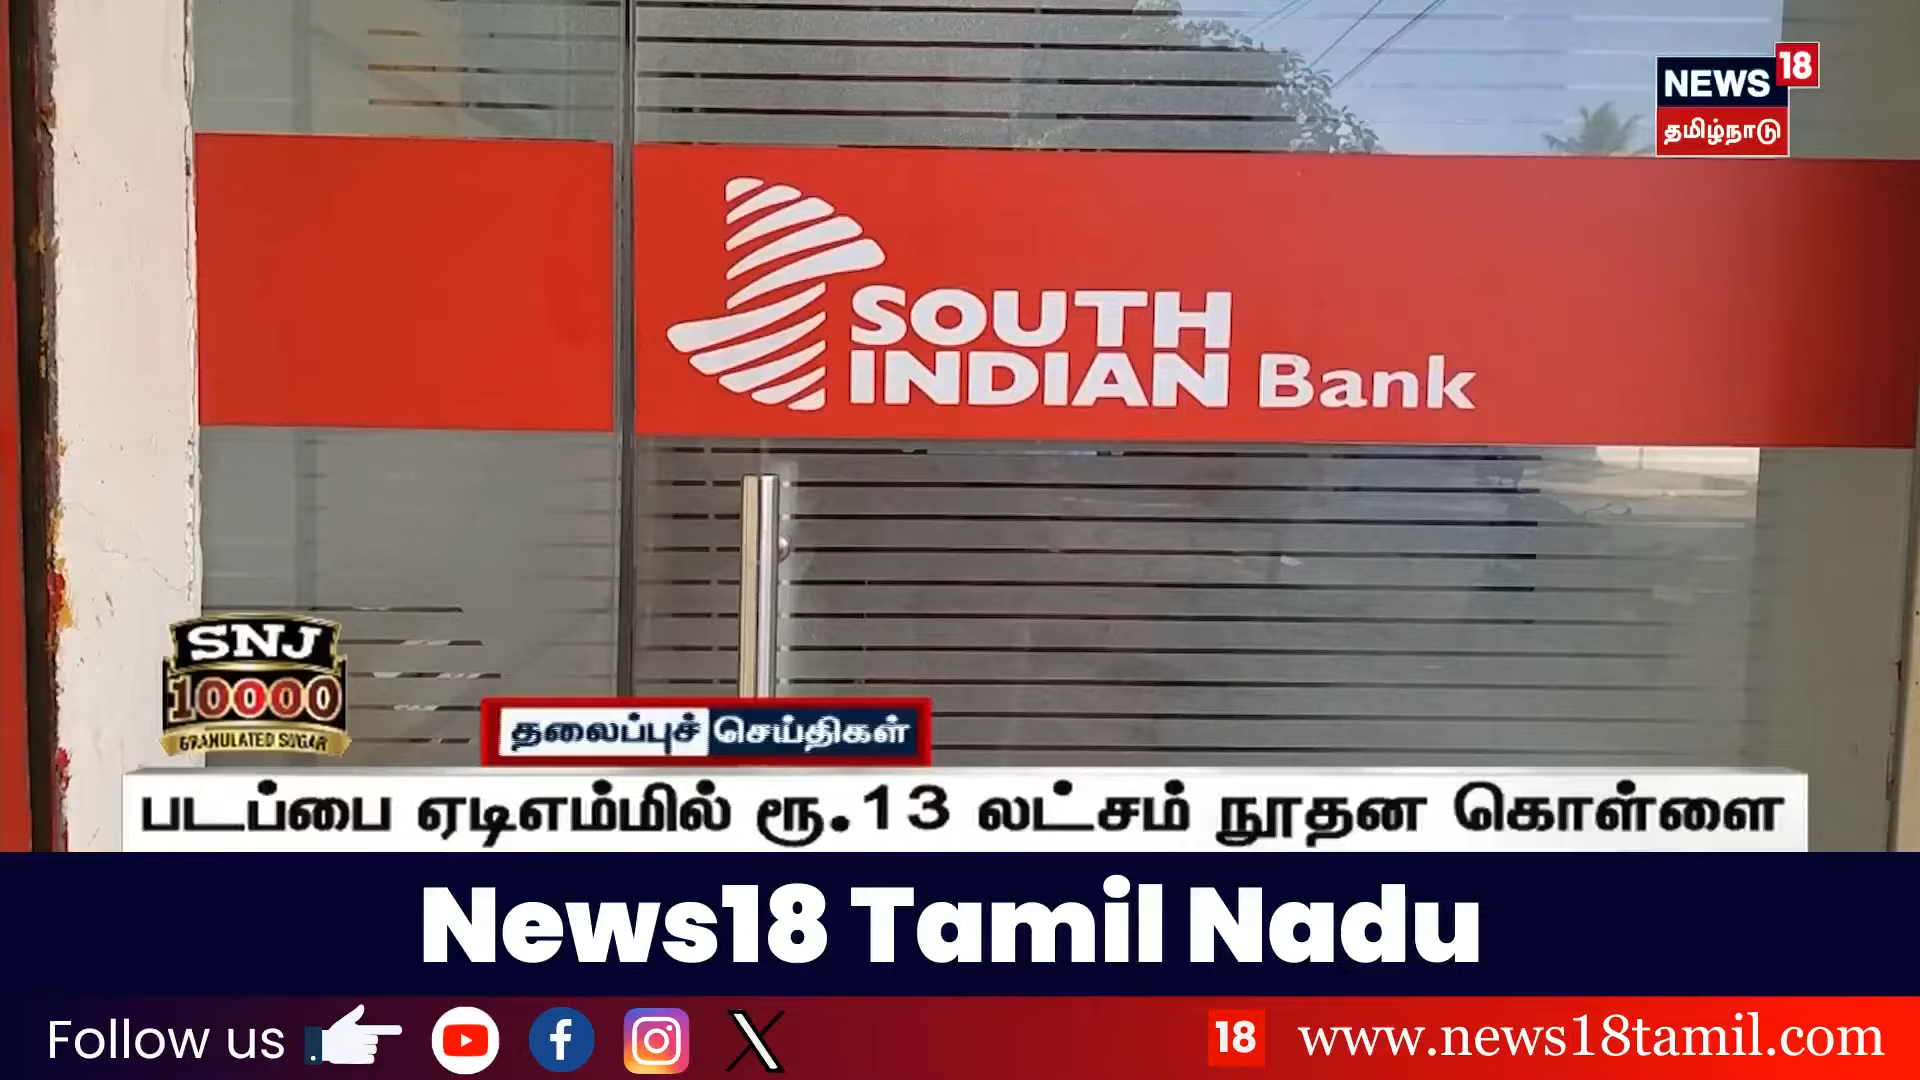 NEWS 18
தமிழ்நாடு
SOUTH
INDIAN Bank
SNJ
10000
GRANULATED SUGAR
தலைப்புச் செய்திகள்
படப்பை ஏடிஎம்மில் ரூ.13 லட்சம் நூதன கொள்ளை
News18 Tamil Nadu
Follow us
18 www.news18tamil.com